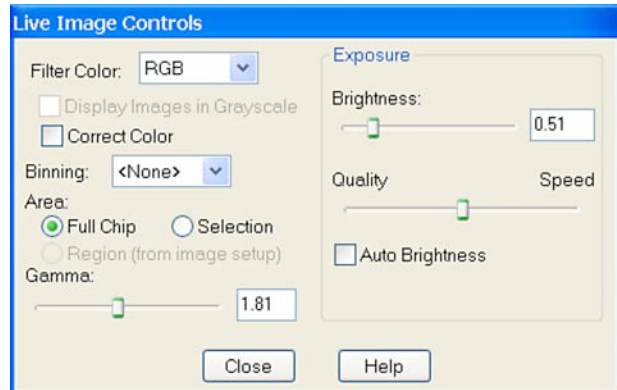 Live Image Controls
Filter Color: RGB
Display Images in Grayscale
Correct Color
Binning: <None>
Area:
Full Chip Selection
Region (from image setup)
Gamma:
1.81
Exposure
Brightness:
0.51
Quality Speed
Auto Brightness
Close Help